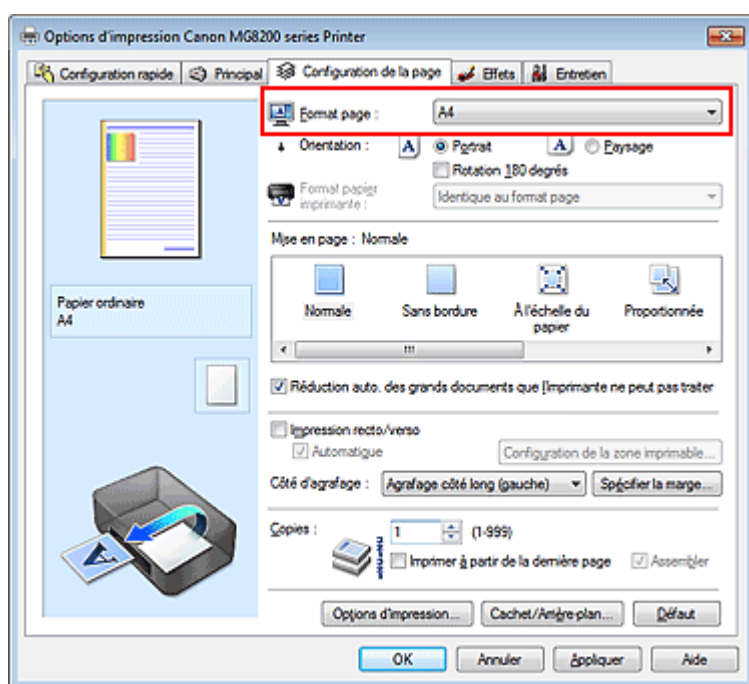 Options d'impression Canon MG8200 series Printer
Configuration rapide Principal Configuration de la page Effets Entretien
Format page : A4
Orientation : A Portrait A Paysage
Rotation 180 degrés
Format papier imprimante : Identique au format page
Mise en page : Normale
Normale Sans bordure À l'échelle du papier Proportionnée
Papier ordinaire
A4
Réduction auto. des grands documents que l'imprimante ne peut pas traiter
Impression recto/verso
Automatique Configuration de la zone imprimable...
Côté d'agrafage : Agrafage côté long (gauche) Spécifier la marge...
Copies : 1 (1-999)
Imprimer à partir de la dernière page Assembler
Options d'impression... Cachet/Arrière-plan... Défaut
OK Annuler Appliquer Aide